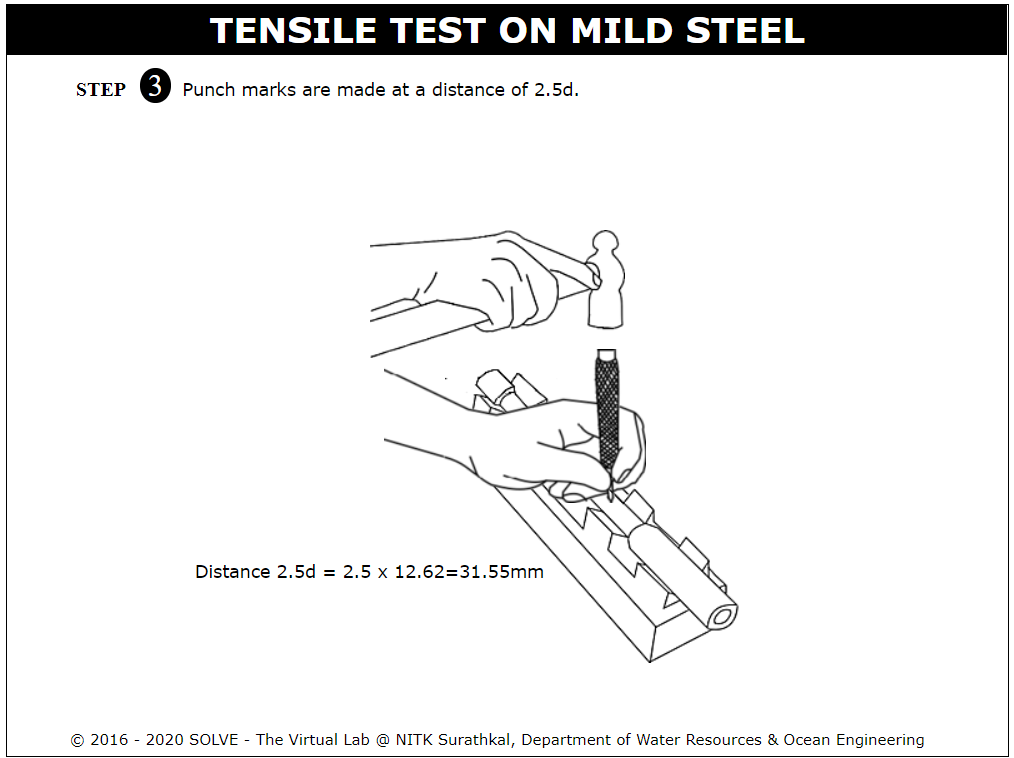 TENSILE TEST ON MILD STEEL
STEP 3 Punch marks are made at a distance of 2.5d.
Distance 2.5d = 2.5 x 12.62=31.55mm
© 2016 - 2020 SOLVE - The Virtual Lab @ NITK Surathkal, Department of Water Resources & Ocean Engineering